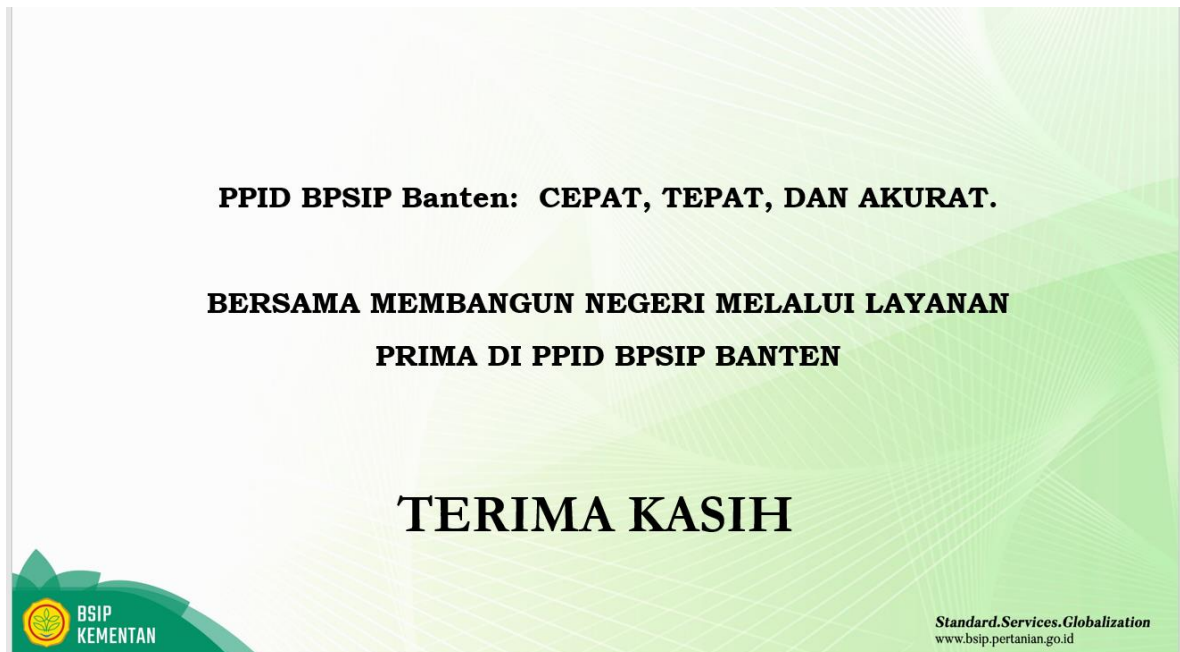 PPID BPSIP Banten:  CEPAT, TEPAT, DAN AKURAT.
BERSAMA MEMBANGUN NEGERI MELALUI LAYANAN
PRIMA DI PPID BPSIP BANTEN
TERIMA KASIH
BSIP
KEMENTAN
Standard.Services.Globalization
www.bsip.pertanian.go.id